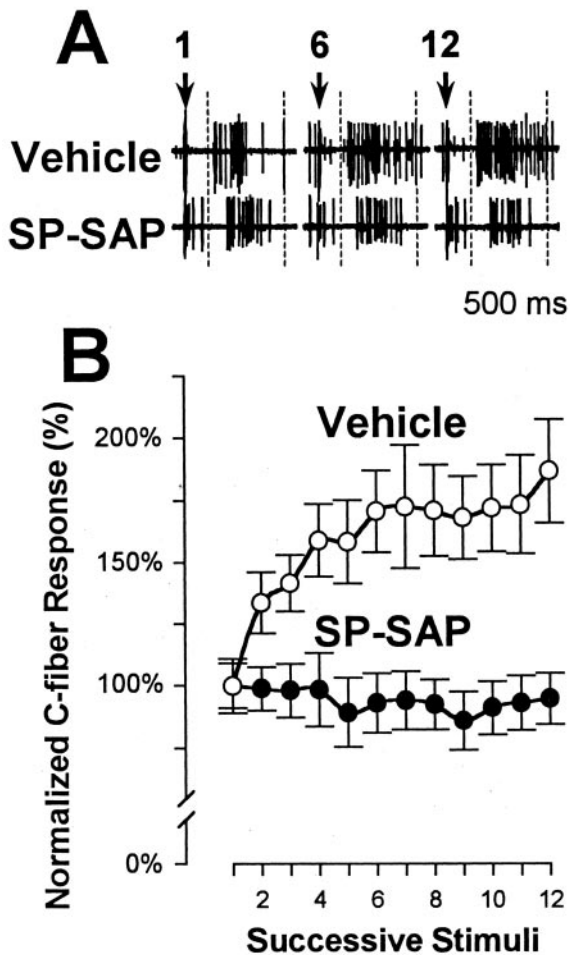 A
1 6 12
Vehicle
SP-SAP
500 ms
B
Normalized C-fiber Response (%)
200%
150%
100%
0%
Vehicle
SP-SAP
2 4 6 8 10 12
Successive Stimuli